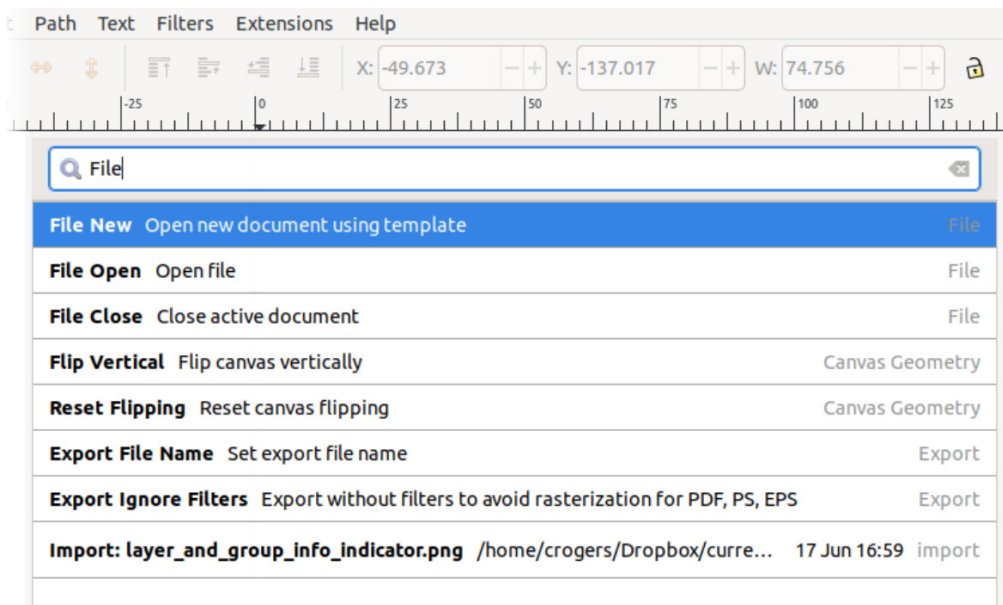 Path Text Filters Extensions Help
X: -49.673 − + Y: -137.017 − + W: 74.756 − +
-25 0 25 50 75 100 125
File
File New Open new document using template File
File Open Open file File
File Close Close active document File
Flip Vertical Flip canvas vertically Canvas Geometry
Reset Flipping Reset canvas flipping Canvas Geometry
Export File Name Set export file name Export
Export Ignore Filters Export without filters to avoid rasterization for PDF, PS, EPS Export
Import: layer_and_group_info_indicator.png /home/crogers/Dropbox/curre... 17 Jun 16:59 import